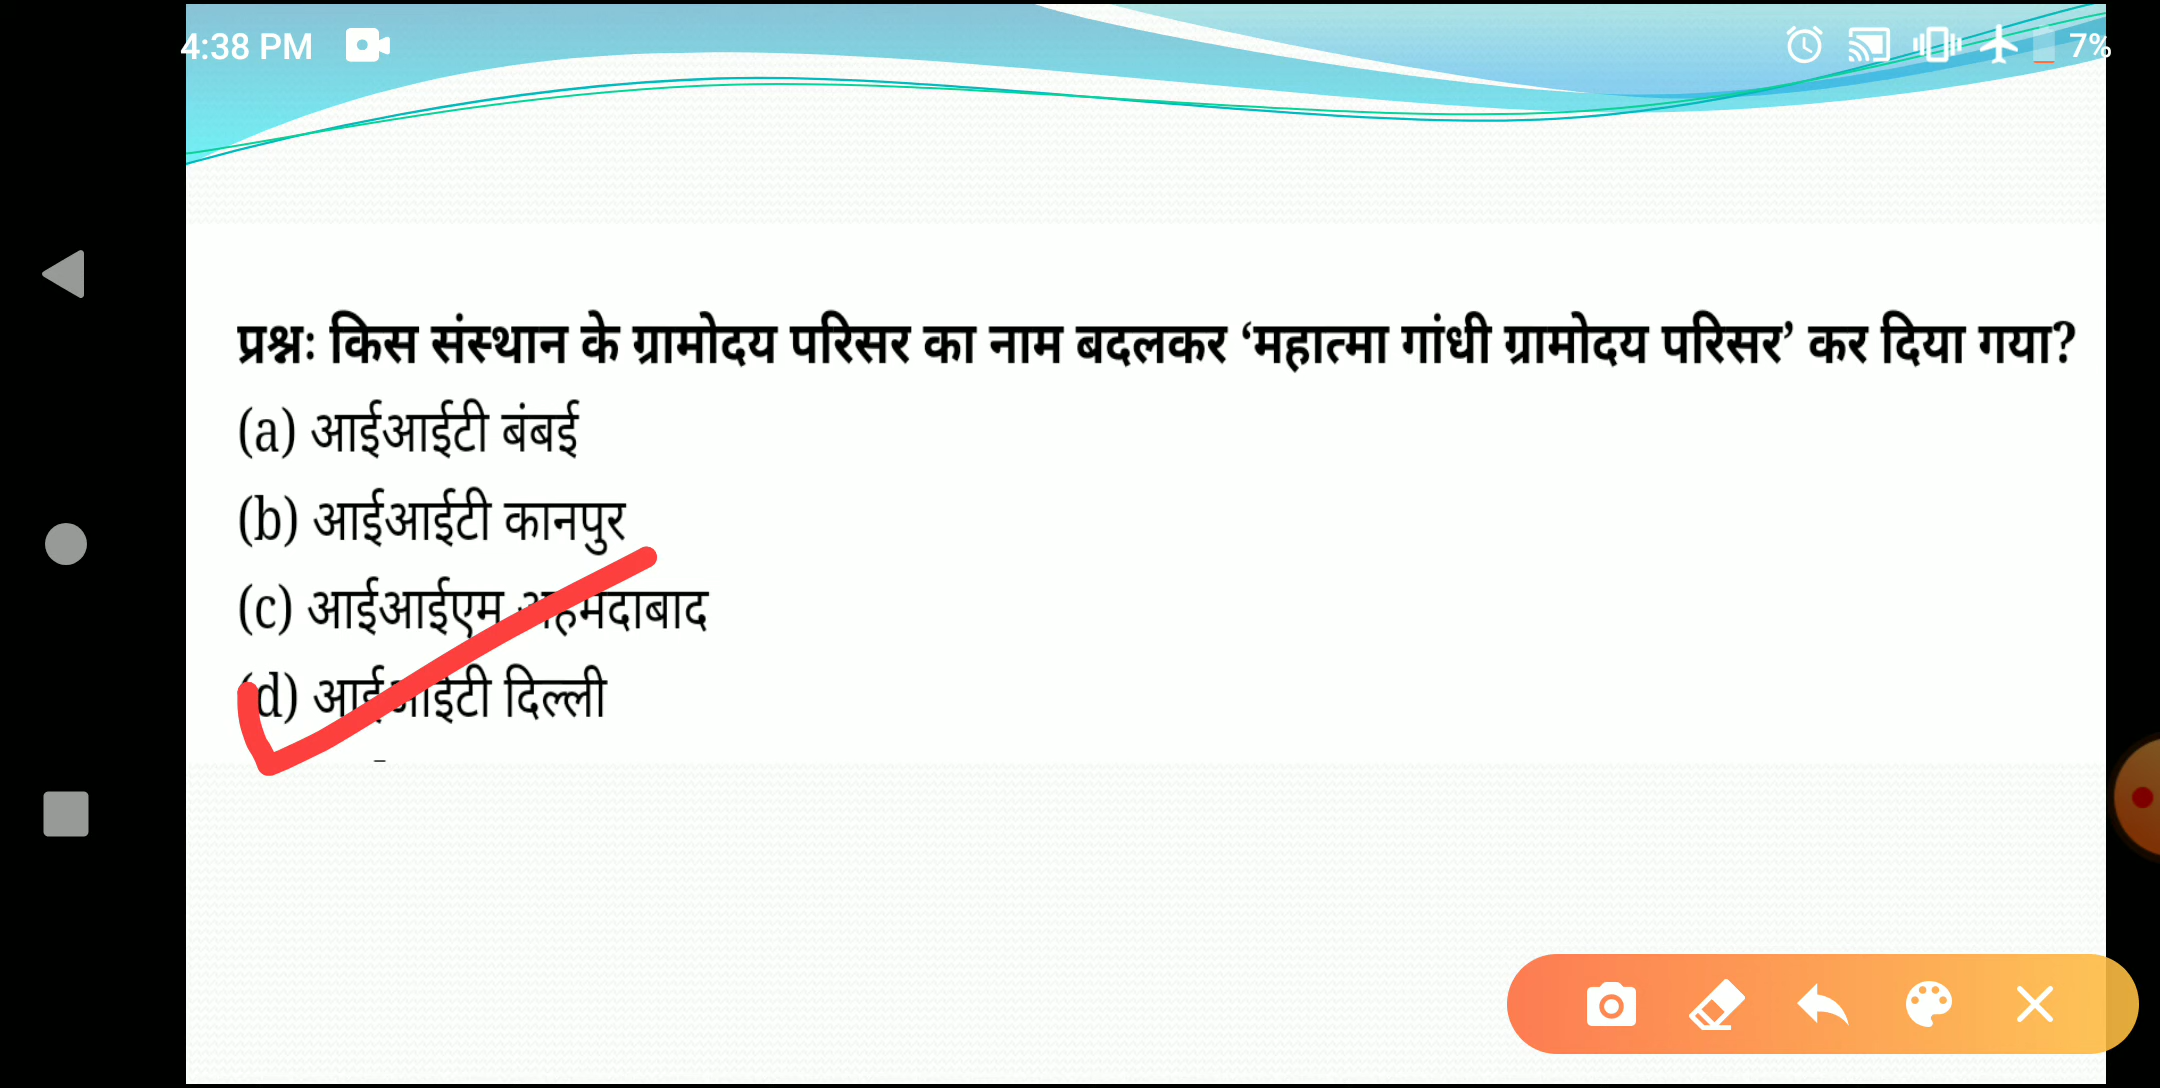 4:38 PM
7%
प्रश्नः किस संस्थान के ग्रामोदय परिसर का नाम बदलकर ‘महात्मा गांधी ग्रामोदय परिसर’ कर दिया गया?
(a) आईआईटी बंबई
(b) आईआईटी कानपुर
(c) आईआईएम अहमदाबाद
(d) आईआईटी दिल्ली